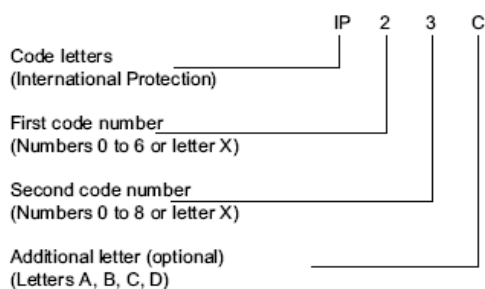 IP 2 3 C
Code letters
(International Protection)
First code number
(Numbers 0 to 6 or letter X)
Second code number
(Numbers 0 to 8 or letter X)
Additional letter (optional)
(Letters A, B, C, D)